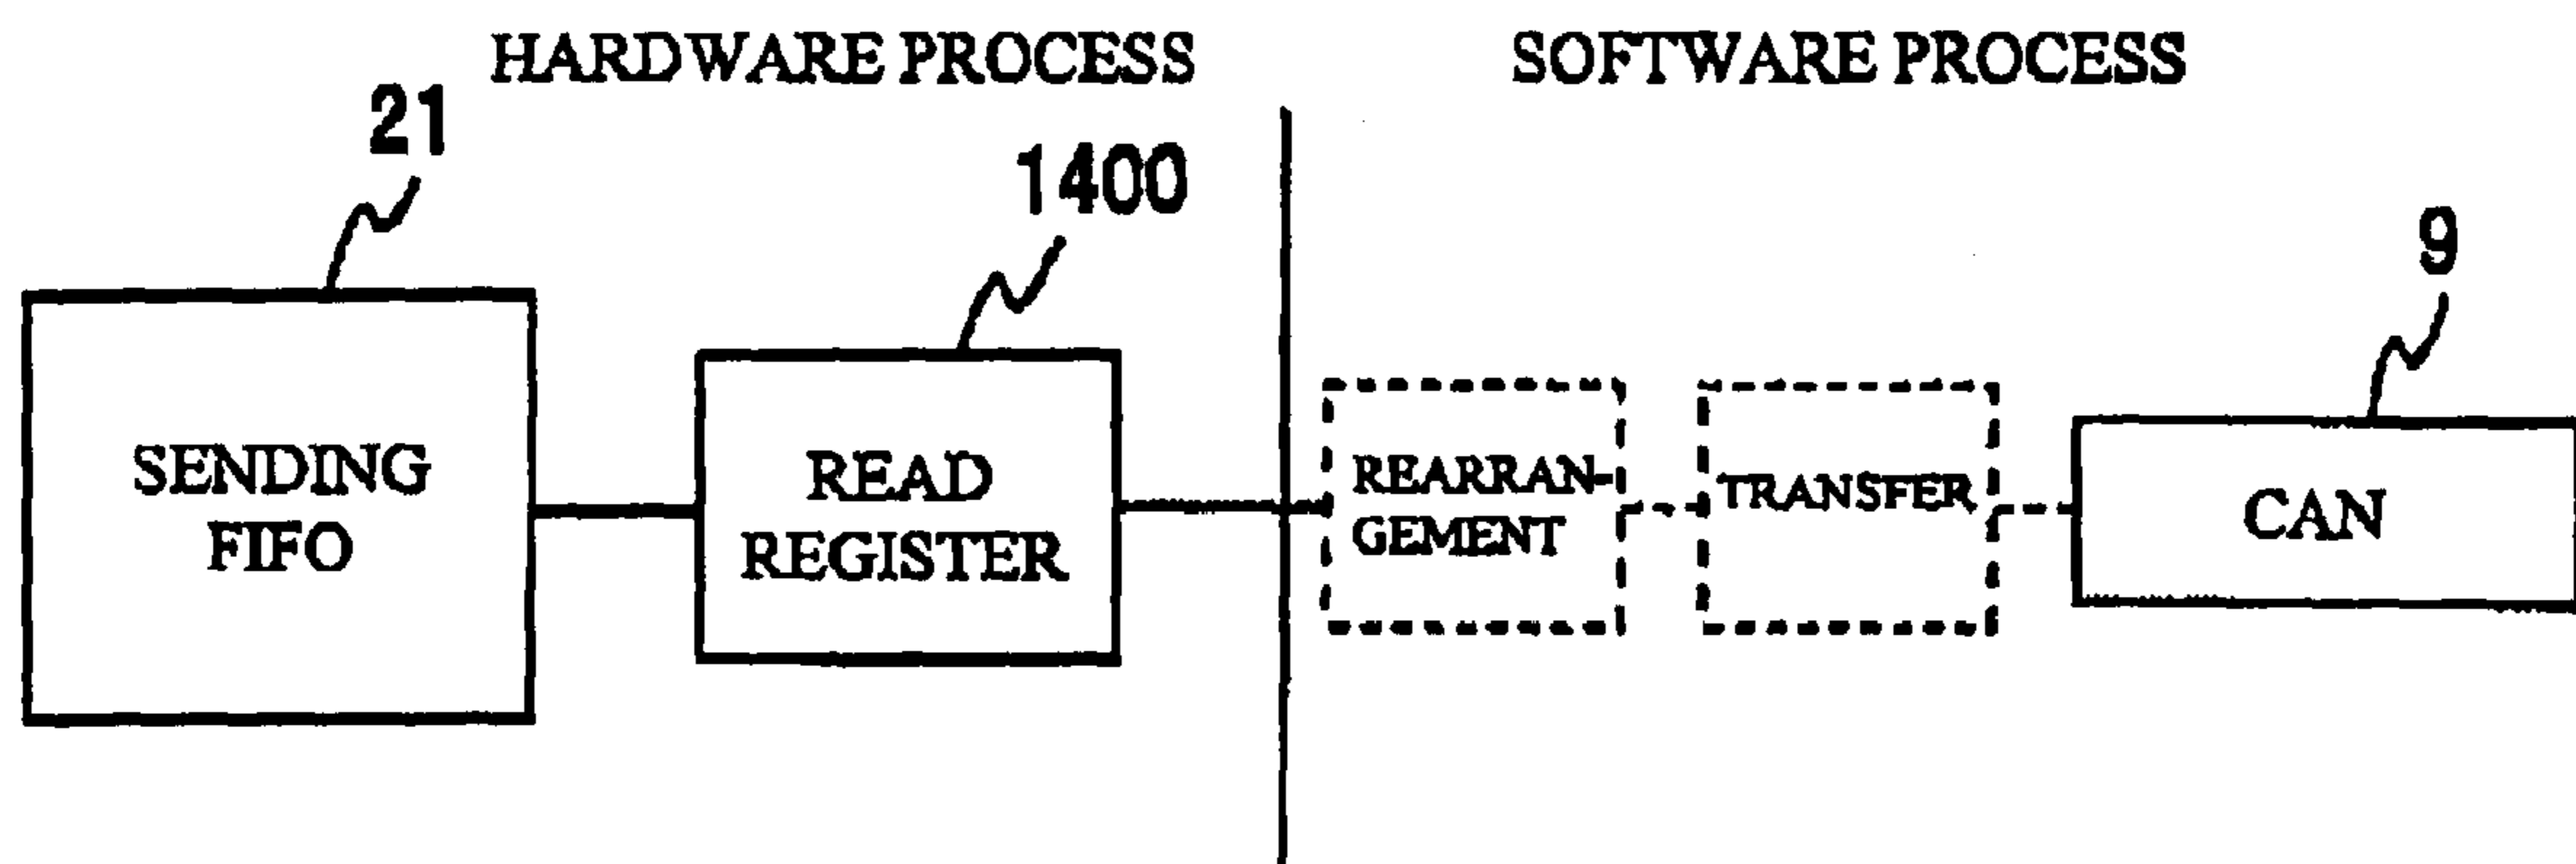 HARDWARE PROCESS
SOFTWARE PROCESS
21
1400
9
SENDING
FIFO
READ
REGISTER
REARRAN-
GEMENT
TRANSFER
CAN